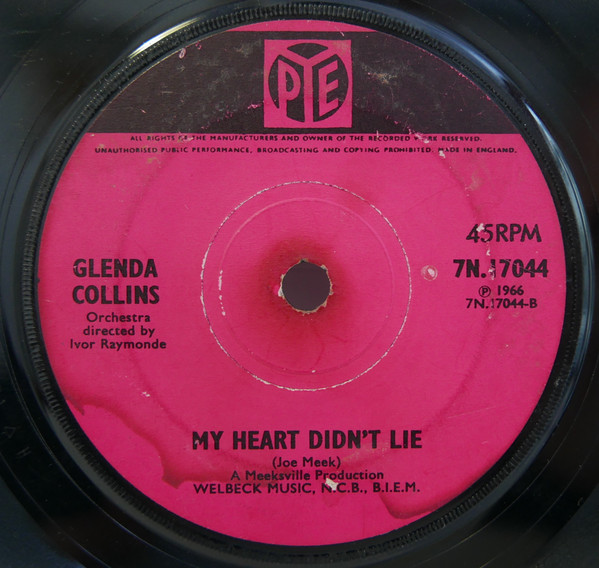 PYE
ALL RIGHTS OF THE MANUFACTURERS AND OWNER OF THE RECORDED WORK RESERVED.
UNAUTHORISED PUBLIC PERFORMANCE, BROADCASTING AND COPYING PROHIBITED. MADE IN ENGLAND.
45RPM
7N.17044
Ⓟ 1966
7N.17044-B
GLENDA
COLLINS
Orchestra
directed by
Ivor Raymonde
MY HEART DIDN'T LIE
(Joe Meek)
A Meeksville Production
WELBECK MUSIC, N.C.B., B.I.E.M.